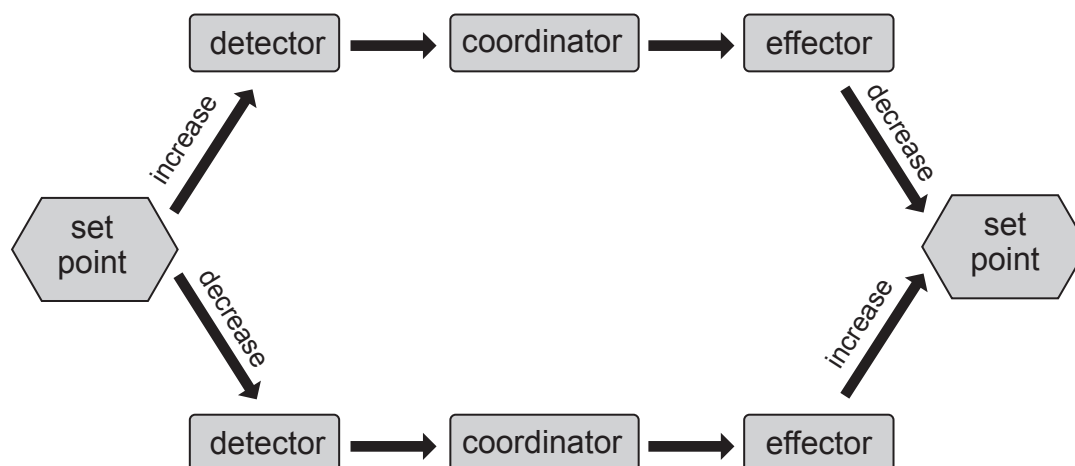 detector
coordinator
effector
increase
decrease
set
point
set
point
decrease
increase
detector
coordinator
effector